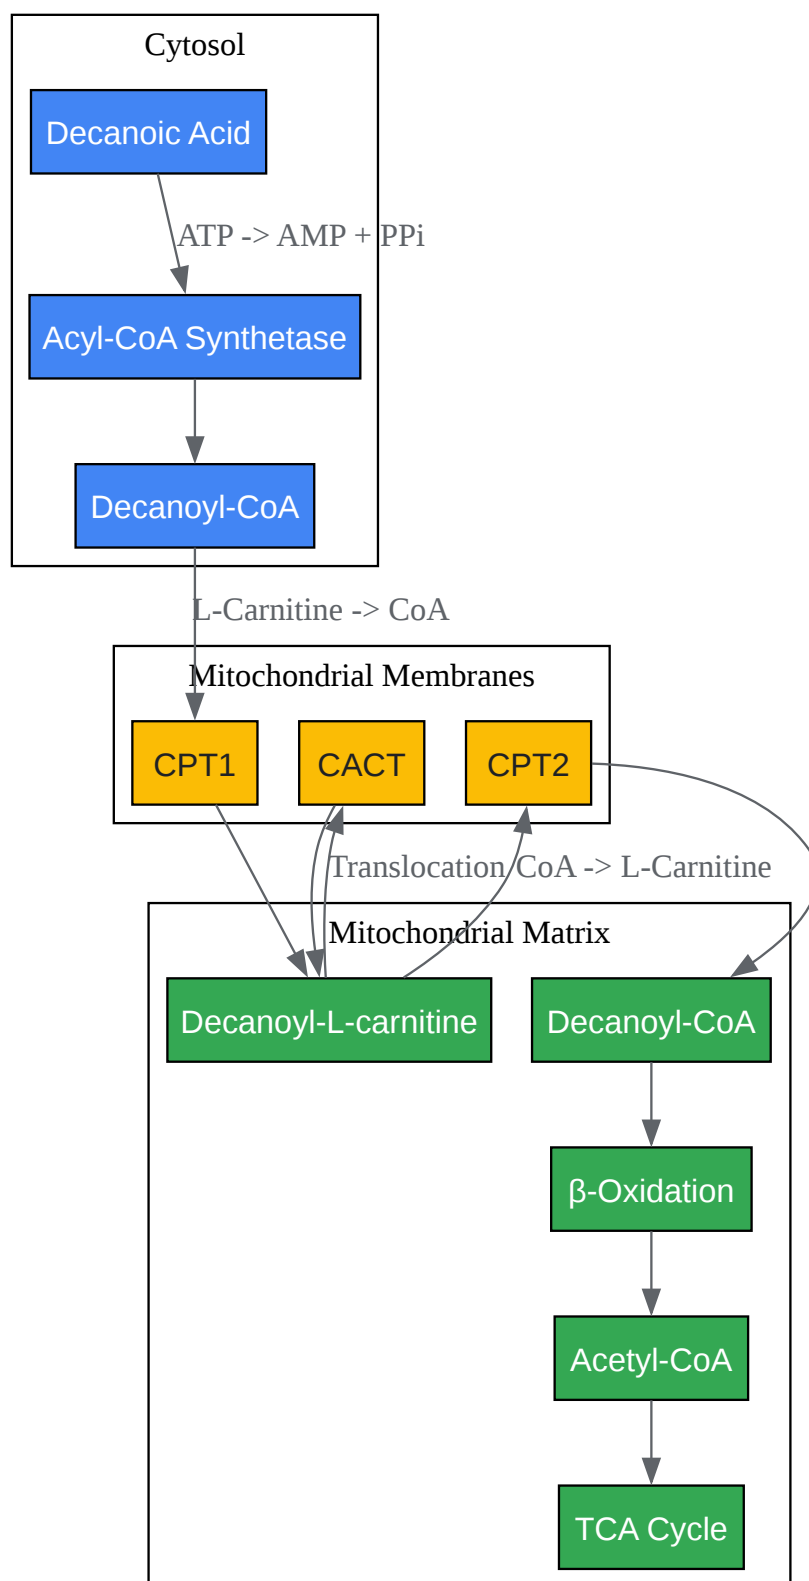 Cytosol
Decanoic Acid
ATP -> AMP + PPi
Acyl-CoA Synthetase
Decanoyl-CoA
L-Carnitine -> CoA
Mitochondrial Membranes
CPT1
CACT
CPT2
Translocation
CoA -> L-Carnitine
Mitochondrial Matrix
Decanoyl-L-carnitine
Decanoyl-CoA
β-Oxidation
Acetyl-CoA
TCA Cycle